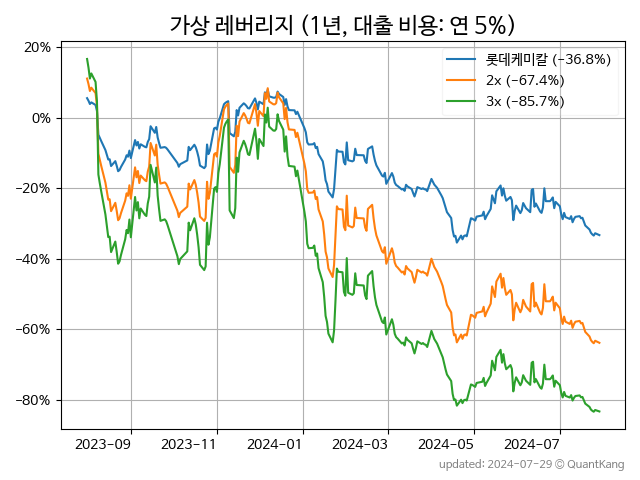 가상 레버리지 (1년, 대출 비용: 연 5%)
롯데케미칼 (−36.8%)
2x (−67.4%)
3x (−85.7%)
20%
0%
−20%
−40%
−60%
−80%
2023-09
2023-11
2024-01
2024-03
2024-05
2024-07
updated: 2024-07-29 © QuantKang